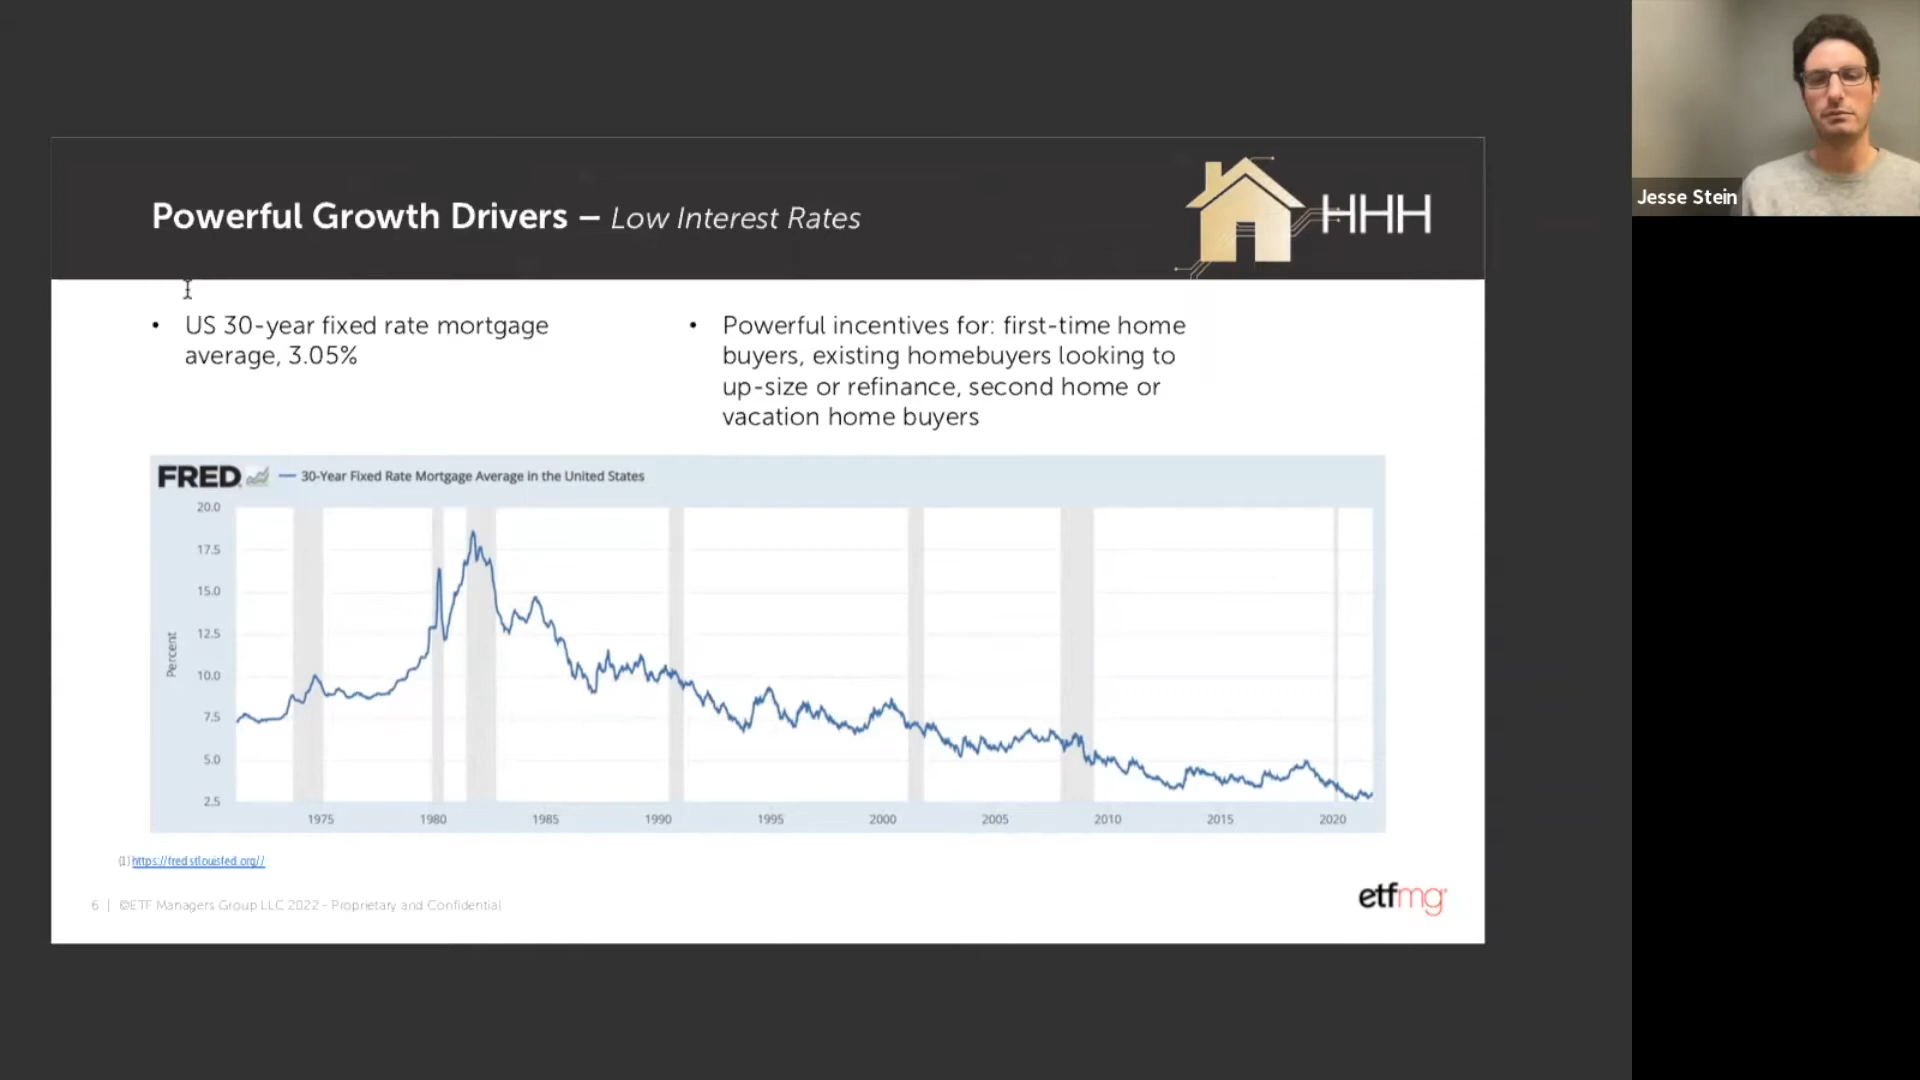 Powerful Growth Drivers – Low Interest Rates
HHH
Jesse Stein
• US 30-year fixed rate mortgage
average, 3.05%
• Powerful incentives for: first-time home
buyers, existing homebuyers looking to
up-size or refinance, second home or
vacation home buyers
FRED
30-Year Fixed Rate Mortgage Average in the United States
20.0
17.5
15.0
12.5
10.0
7.5
5.0
2.5
Percent
1975 1980 1985 1990 1995 2000 2005 2010 2015 2020
(1) https://fred.stlouisfed.org//
6 | ©ETF Managers Group LLC 2022 - Proprietary and Confidential
etfmg